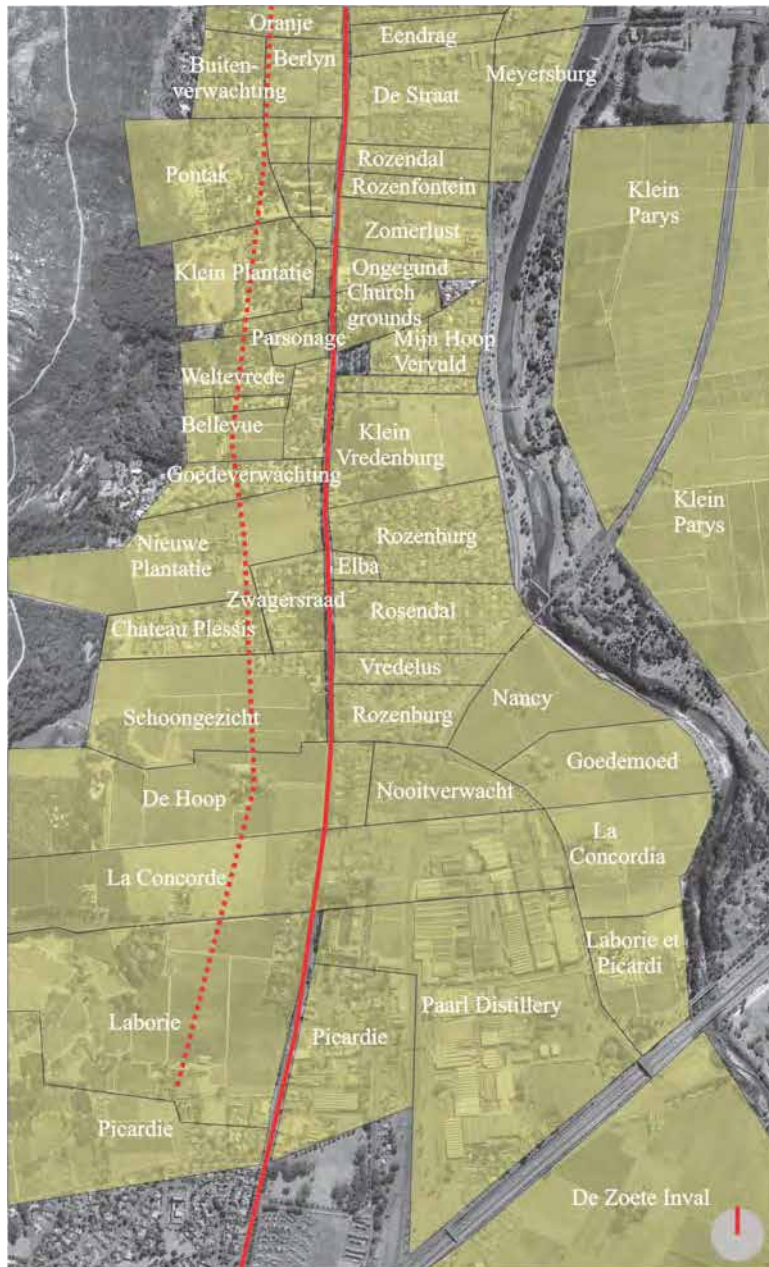 Oranje
Eendrag
Berlyn
Buiten-
verwachting
Meyersburg
De Straat
Rozendal
Pontak
Rozenfontein
Klein
Parys
Zomerlust
Klein Plantatie
Ongegund
Church
grounds
Parsonage
Mijn Hoop
Vervuld
Weltevrede
Bellevue
Klein
Vredenburg
Goedeverwachting
Klein
Parys
Rozenburg
Nieuwe
Plantatie
Elba
Zwagersraad
Rosendal
Chateau Plessis
Vredelus
Nancy
Schoongezicht
Rozenburg
Goedemoed
Nooitverwacht
De Hoop
La
Concordia
La Concorde
Laborie et
Picardi
Paarl Distillery
Laborie
Picardie
Picardie
De Zoete Inval